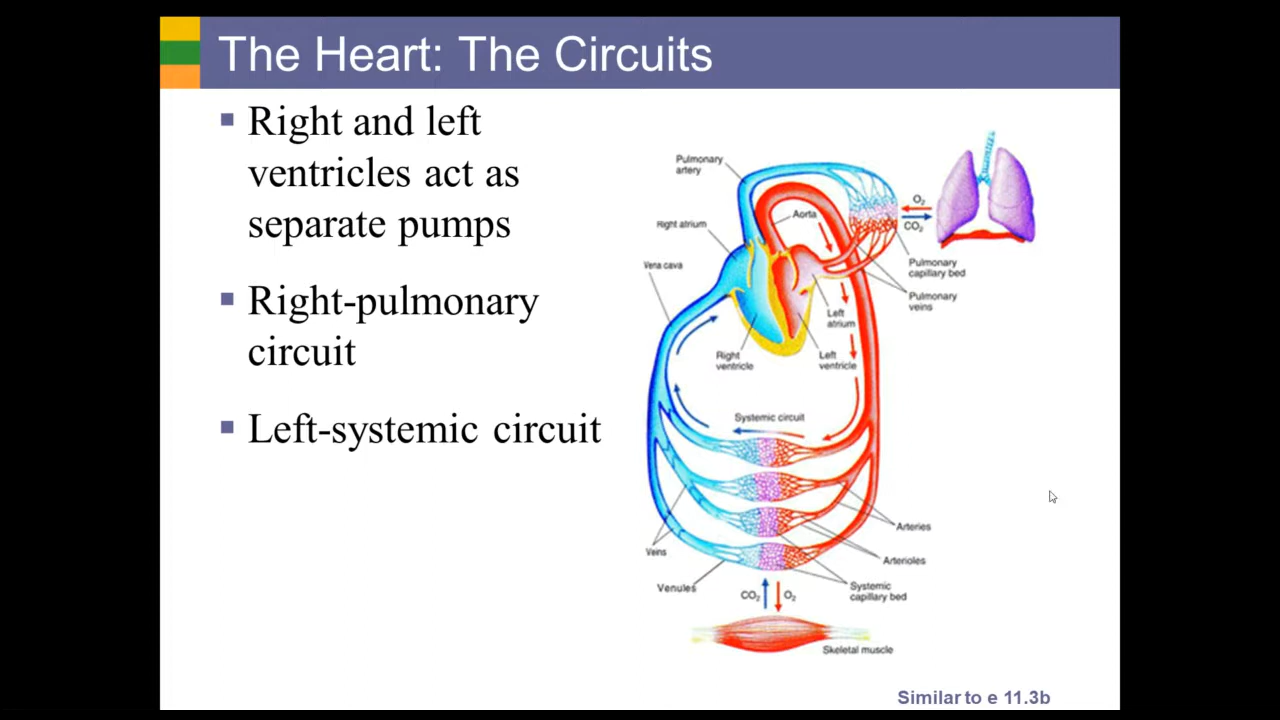 The Heart: The Circuits
Right and left
ventricles act as
separate pumps
Right-pulmonary
circuit
Left-systemic circuit
Pulmonary
artery
Right atrium
Aorta
Vena cava
O2
CO2
Pulmonary
capillary bed
Pulmonary
veins
Left
atrium
Right
ventricle
Left
ventricle
Systemic circuit
Arteries
Veins
Arterioles
Venules
CO2
O2
Systemic
capillary bed
Skeletal muscle
Similar to e 11.3b